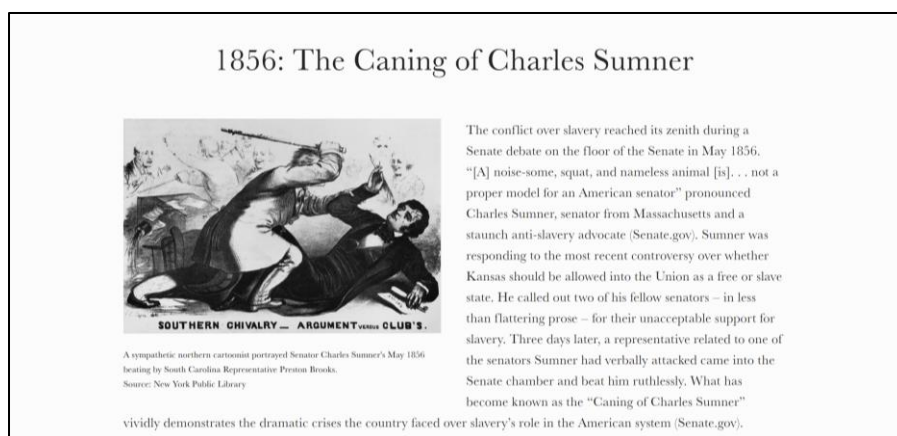 1856: The Caning of Charles Sumner
SOUTHERN CHIVALRY — ARGUMENT VERSUS CLUB'S.
A sympathetic northern cartoonist portrayed Senator Charles Sumner's May 1856
beating by South Carolina Representative Preston Brooks.
Source: New York Public Library
The conflict over slavery reached its zenith during a
Senate debate on the floor of the Senate in May 1856.
“[A] noise-some, squat, and nameless animal [is]. . . not a
proper model for an American senator” pronounced
Charles Sumner, senator from Massachusetts and a
staunch anti-slavery advocate (Senate.gov). Sumner was
responding to the most recent controversy over whether
Kansas should be allowed into the Union as a free or slave
state. He called out two of his fellow senators – in less
than flattering prose – for their unacceptable support for
slavery. Three days later, a representative related to one of
the senators Sumner had verbally attacked came into the
Senate chamber and beat him ruthlessly. What has
become known as the “Caning of Charles Sumner”
vividly demonstrates the dramatic crises the country faced over slavery's role in the American system (Senate.gov).